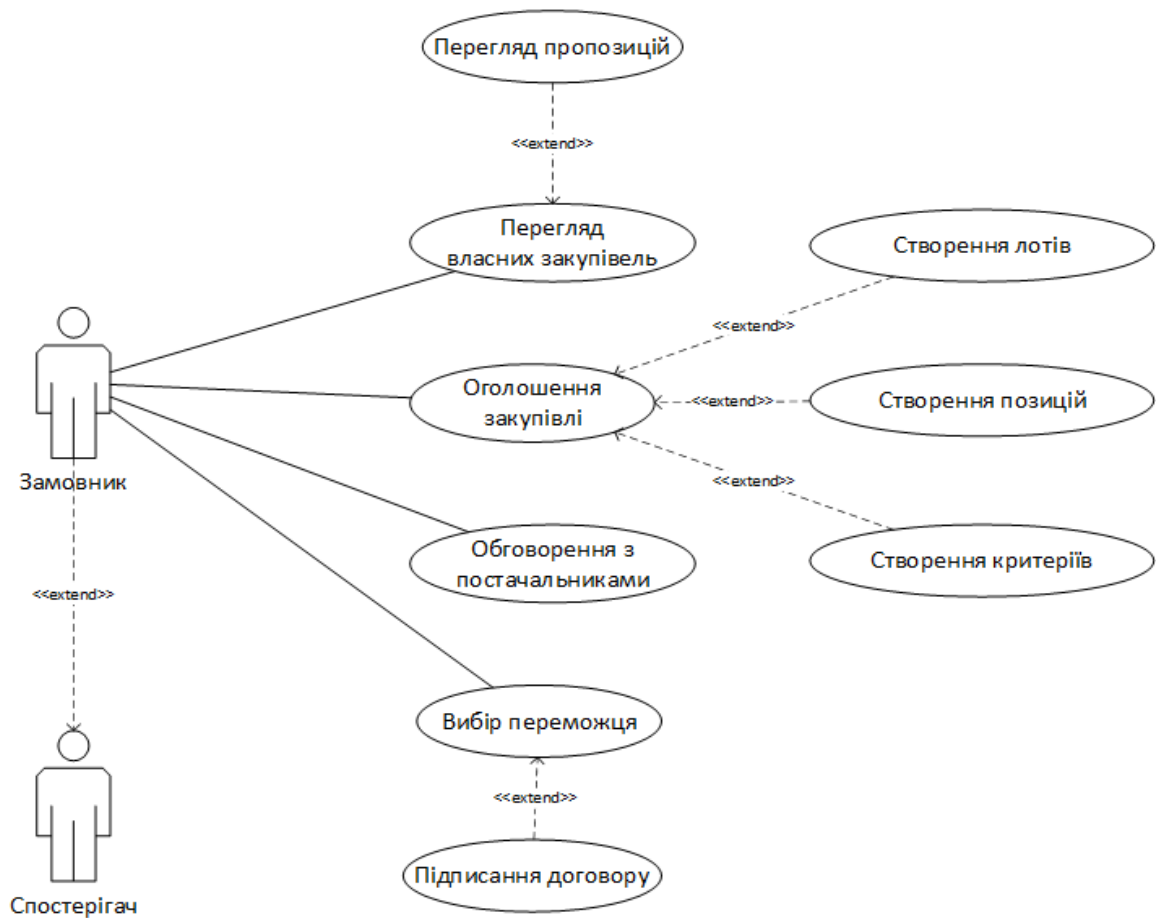 Перегляд пропозицій
<<extend>>
Перегляд
власних закупівель
Створення лотів
<<extend>>
Оголошення
закупівлі
<<extend>>
Створення позицій
<<extend>>
Замовник
Обговорення з
постачальниками
Створення критеріїв
<<extend>>
Вибір переможця
<<extend>>
Підписання договору
Спостерігач